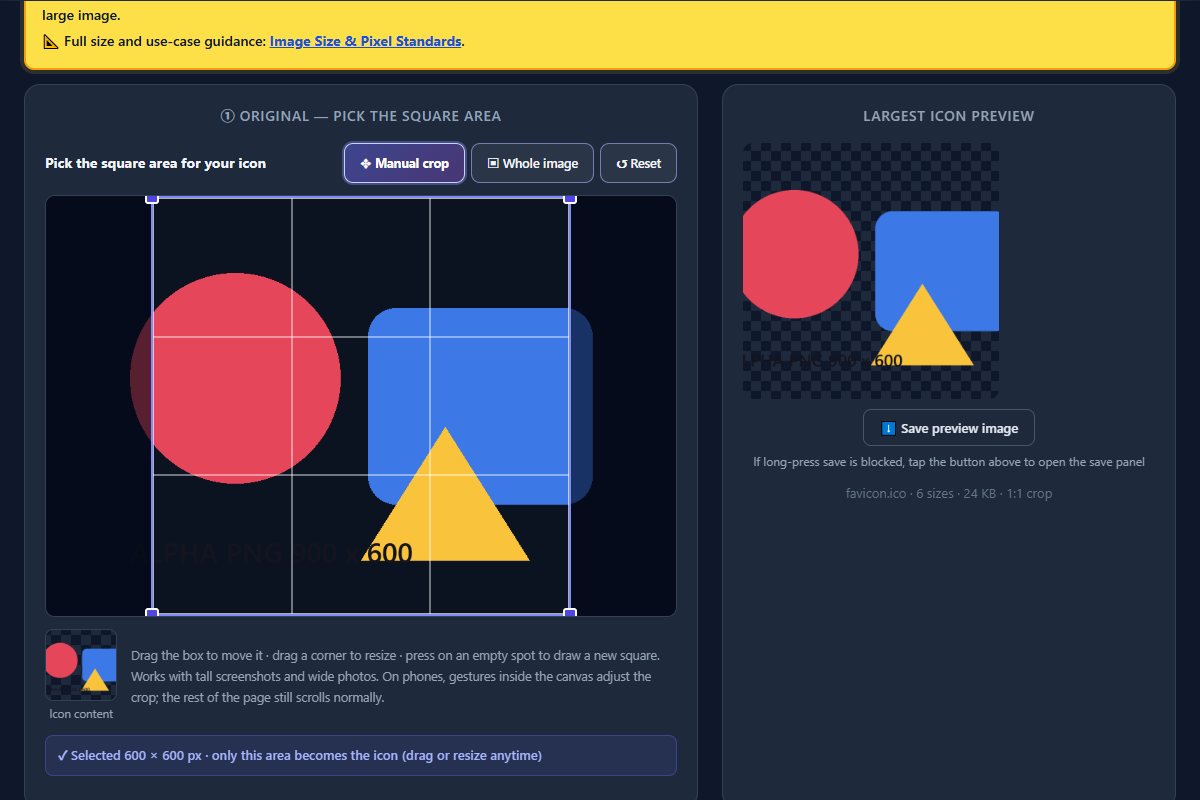 large image.
📐 Full size and use-case guidance: Image Size & Pixel Standards.
① ORIGINAL — PICK THE SQUARE AREA
Pick the square area for your icon
✥ Manual crop
▣ Whole image
↺ Reset
ALPHA PNG 900 x 600
Icon content
Drag the box to move it · drag a corner to resize · press on an empty spot to draw a new square.
Works with tall screenshots and wide photos. On phones, gestures inside the canvas adjust the
crop; the rest of the page still scrolls normally.
✓ Selected 600 × 600 px · only this area becomes the icon (drag or resize anytime)
LARGEST ICON PREVIEW
600
⬇ Save preview image
If long-press save is blocked, tap the button above to open the save panel
favicon.ico · 6 sizes · 24 KB · 1:1 crop